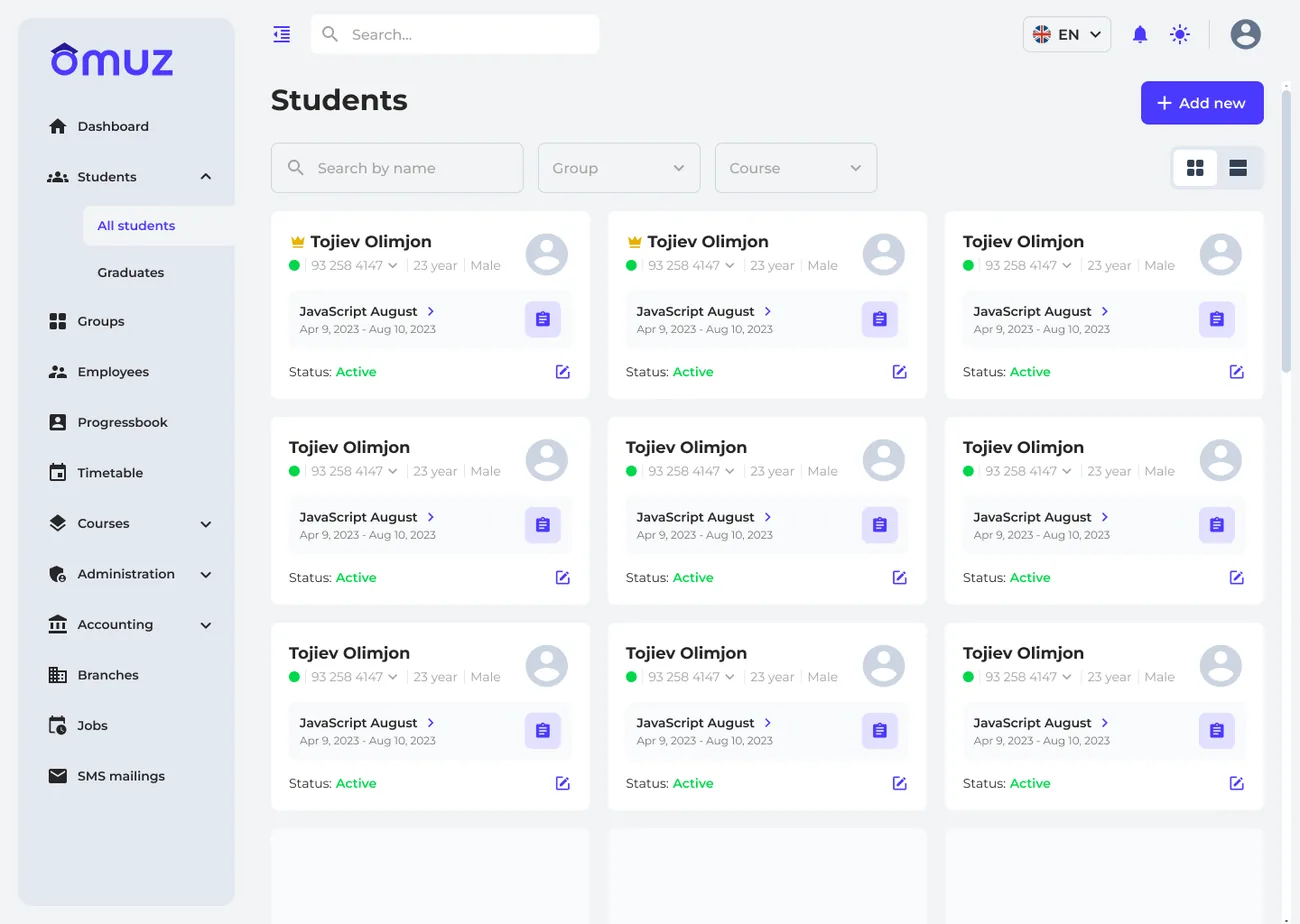 ômuz
Search...
EN
Dashboard
Students
All students
Graduates
Groups
Employees
Progressbook
Timetable
Courses
Administration
Accounting
Branches
Jobs
SMS mailings
Students
+ Add new
Search by name
Group
Course
Tojiev Olimjon
93 258 4147 23 year Male
JavaScript August
Apr 9, 2023 - Aug 10, 2023
Status: Active
Tojiev Olimjon
93 258 4147 23 year Male
JavaScript August
Apr 9, 2023 - Aug 10, 2023
Status: Active
Tojiev Olimjon
93 258 4147 23 year Male
JavaScript August
Apr 9, 2023 - Aug 10, 2023
Status: Active
Tojiev Olimjon
93 258 4147 23 year Male
JavaScript August
Apr 9, 2023 - Aug 10, 2023
Status: Active
Tojiev Olimjon
93 258 4147 23 year Male
JavaScript August
Apr 9, 2023 - Aug 10, 2023
Status: Active
Tojiev Olimjon
93 258 4147 23 year Male
JavaScript August
Apr 9, 2023 - Aug 10, 2023
Status: Active
Tojiev Olimjon
93 258 4147 23 year Male
JavaScript August
Apr 9, 2023 - Aug 10, 2023
Status: Active
Tojiev Olimjon
93 258 4147 23 year Male
JavaScript August
Apr 9, 2023 - Aug 10, 2023
Status: Active
Tojiev Olimjon
93 258 4147 23 year Male
JavaScript August
Apr 9, 2023 - Aug 10, 2023
Status: Active